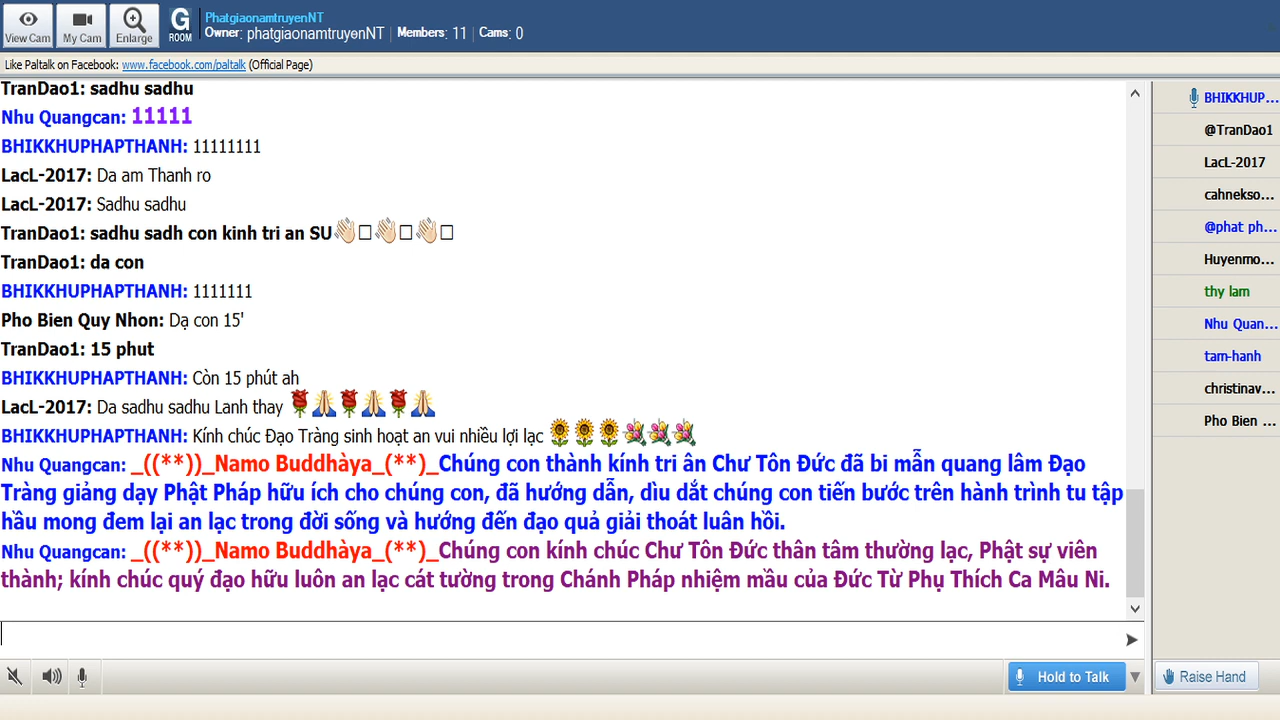 View Cam
My Cam
Enlarge
G
ROOM
PhatgiaonamtruyenNT
Owner: phatgiaonamtruyenNT | Members: 11 | Cams: 0
Like Paltalk on Facebook: www.facebook.com/paltalk (Official Page)
TranDao1: sadhu sadhu
Nhu Quangcan: 11111
BHIKKHUPHAPTHANH: 11111111
LacL-2017: Da am Thanh ro
LacL-2017: Sadhu sadhu
TranDao1: sadhu sadh con kinh tri an SU👋🏻👋🏻👋🏻
TranDao1: da con
BHIKKHUPHAPTHANH: 1111111
Pho Bien Quy Nhon: Dạ con 15'
TranDao1: 15 phut
BHIKKHUPHAPTHANH: Còn 15 phút ah
LacL-2017: Da sadhu sadhu Lanh thay 🌹🙏🌹🙏🌹🙏
BHIKKHUPHAPTHANH: Kính chúc Đạo Tràng sinh hoạt an vui nhiều lợi lạc 🌻🌻🌻💐💐💐
Nhu Quangcan: _((**))_Namo Buddhàya_(**)_Chúng con thành kính tri ân Chư Tôn Đức đã bi mẫn quang lâm Đạo
Tràng giảng dạy Phật Pháp hữu ích cho chúng con, đã hướng dẫn, dìu dắt chúng con tiến bước trên hành trình tu tập
hầu mong đem lại an lạc trong đời sống và hướng đến đạo quả giải thoát luân hồi.
Nhu Quangcan: _((**))_Namo Buddhàya_(**)_Chúng con kính chúc Chư Tôn Đức thân tâm thường lạc, Phật sự viên
thành; kính chúc quý đạo hữu luôn an lạc cát tường trong Chánh Pháp nhiệm mầu của Đức Từ Phụ Thích Ca Mâu Ni.
BHIKKHUP...
@TranDao1
LacL-2017
cahnekso...
@phat ph...
Huyenmo...
thy lam
Nhu Quan...
tam-hanh
christinav...
Pho Bien ...
Hold to Talk
Raise Hand